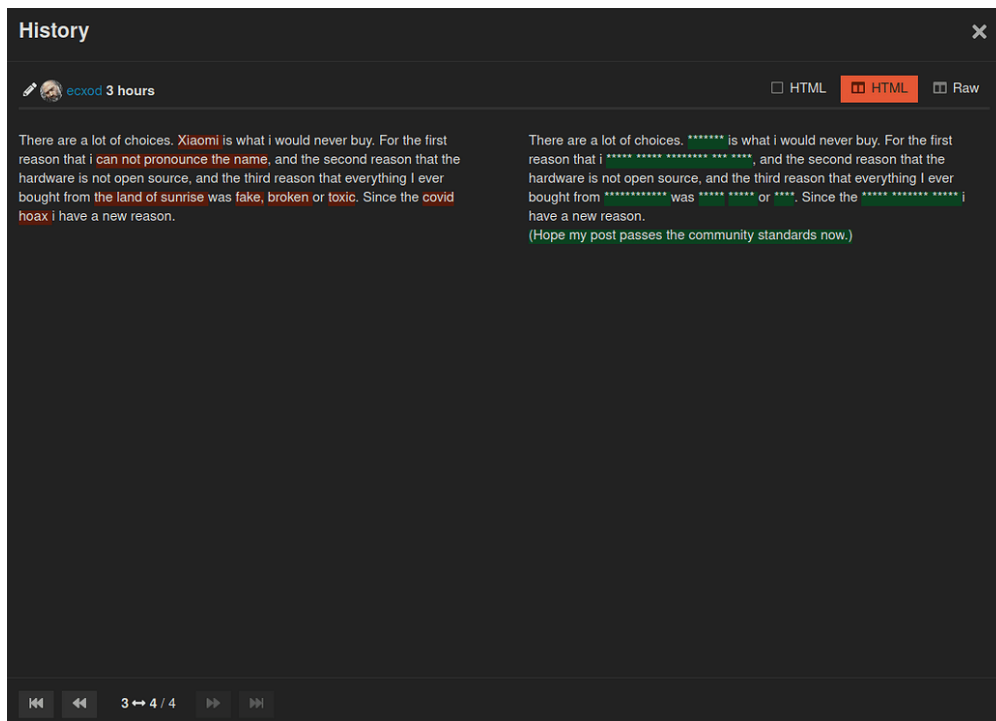 History
ecxod 3 hours
HTML
HTML
Raw
There are a lot of choices. Xiaomi is what i would never buy. For the first
reason that i can not pronounce the name, and the second reason that the
hardware is not open source, and the third reason that everything I ever
bought from the land of sunrise was fake, broken or toxic. Since the covid
hoax i have a new reason.
There are a lot of choices. ******* is what i would never buy. For the first
reason that i ***** ***** ******** *** ****, and the second reason that the
hardware is not open source, and the third reason that everything I ever
bought from ************ was ***** ***** or ****. Since the ***** ******* ***** i
have a new reason.
(Hope my post passes the community standards now.)
3 ↔ 4 / 4